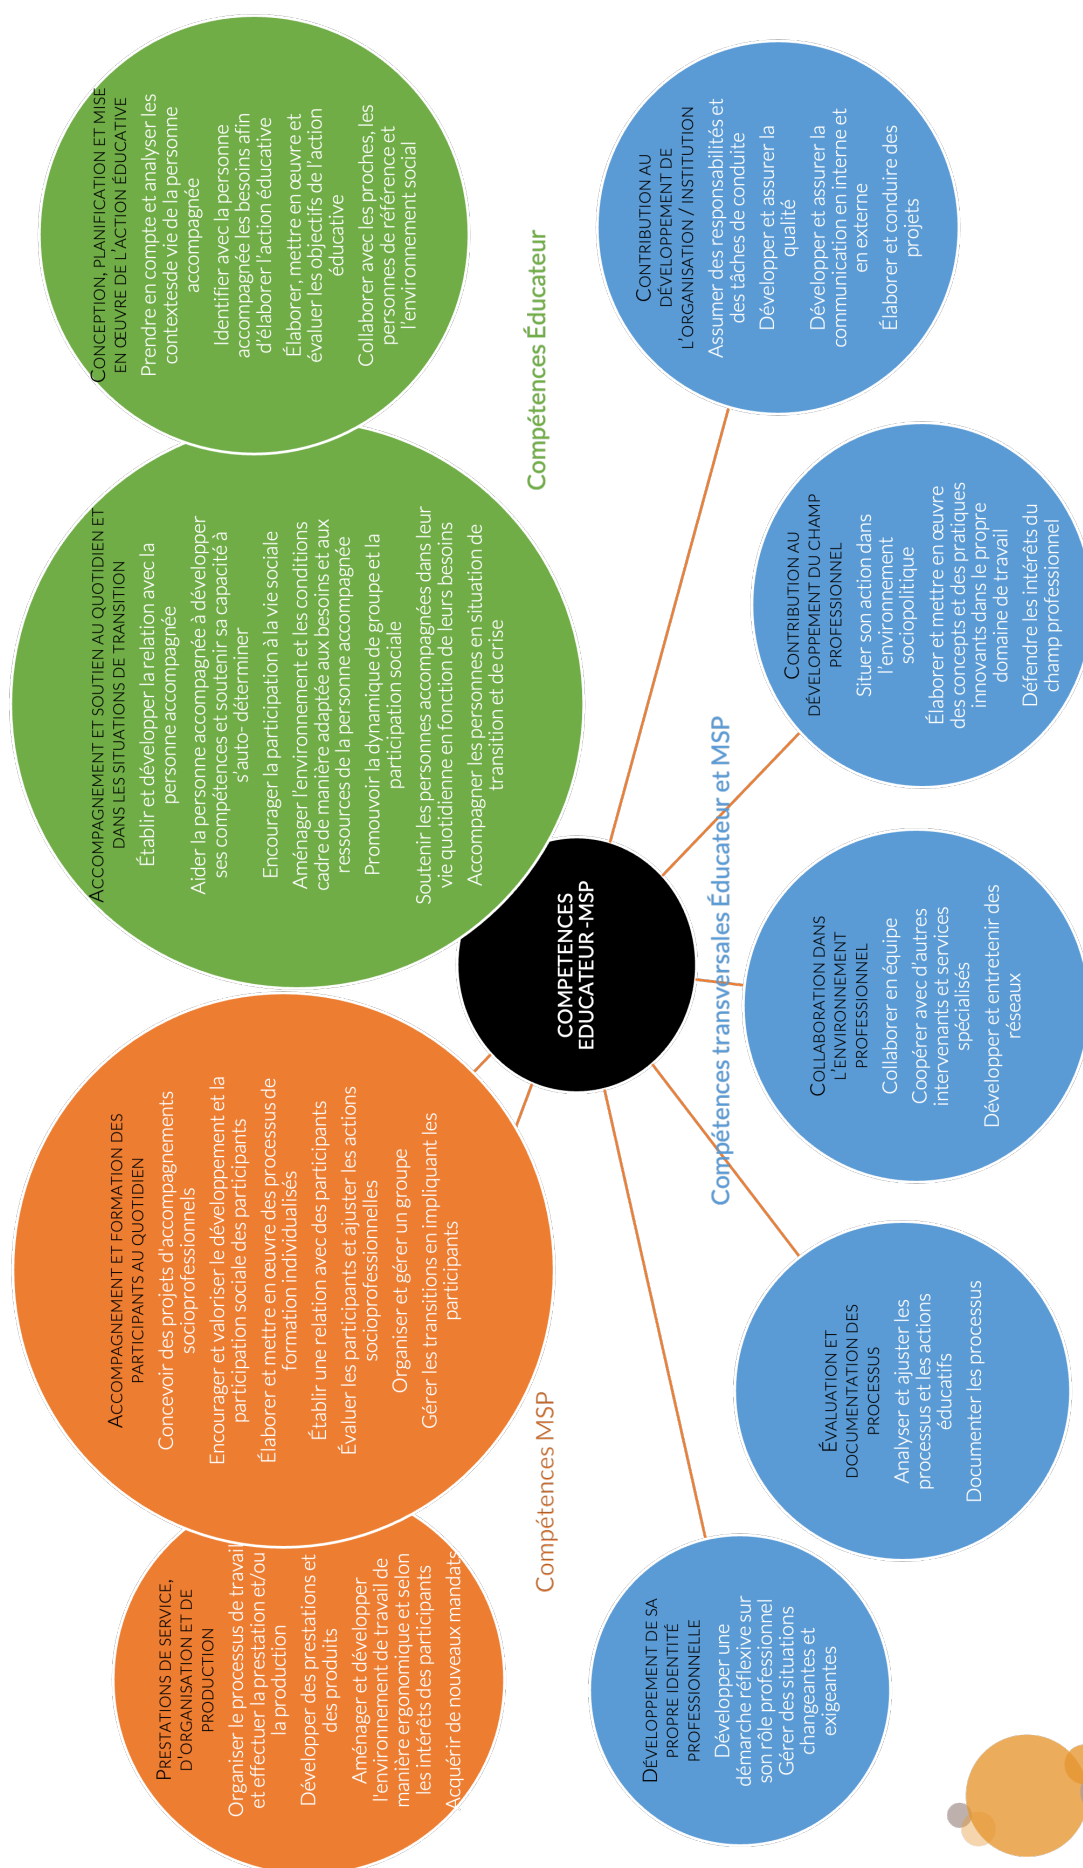 PRESTATIONS DE SERVICE,
D'ORGANISATION ET DE
PRODUCTION
Organiser le processus de travail
et effectuer la prestation et/ou
la production
Développer des prestations et
des produits
Aménager et développer
l'environnement de travail de
manière ergonomique et selon
les intérêts des participants
Acquérir de nouveaux mandats
ACCOMPAGNEMENT ET FORMATION DES
PARTICIPANTS AU QUOTIDIEN
Concevoir des projets d'accompagnements
socioprofessionnels
Encourager et valoriser le développement et la
participation sociale des participants
Élaborer et mettre en œuvre des processus de
formation individualisés
Établir une relation avec des participants
Évaluer les participants et ajuster les actions
socioprofessionnelles
Organiser et gérer un groupe
Gérer les transitions en impliquant les
participants
ACCOMPAGNEMENT ET SOUTIEN AU QUOTIDIEN ET
DANS LES SITUATIONS DE TRANSITION
Établir et développer la relation avec la
personne accompagnée
Aider la personne accompagnée à développer
ses compétences et soutenir sa capacité à
s'auto- déterminer
Encourager la participation à la vie sociale
Aménager l'environnement et les conditions
cadre de manière adaptée aux besoins et aux
ressources de la personne accompagnée
Promouvoir la dynamique de groupe et la
participation sociale
Soutenir les personnes accompagnées dans leur
vie quotidienne en fonction de leurs besoins
Accompagner les personnes en situation de
transition et de crise
CONCEPTION, PLANIFICATION ET MISE
EN ŒUVRE DE L'ACTION ÉDUCATIVE
Prendre en compte et analyser les
contextesde vie de la personne
accompagnée
Identifier avec la personne
accompagnée les besoins afin
d'élaborer l'action éducative
Élaborer, mettre en œuvre et
évaluer les objectifs de l'action
éducative
Collaborer avec les proches, les
personnes de référence et
l'environnement social
Compétences MSP
Compétences Éducateur
COMPETENCES
EDUCATEUR -MSP
Compétences transversales Éducateur et MSP
DÉVELOPPEMENT DE SA
PROPRE IDENTITÉ
PROFESSIONNELLE
Développer une
démarche réflexive sur
son rôle professionnel
Gérer des situations
changeantes et
exigeantes
ÉVALUATION ET
DOCUMENTATION DES
PROCESSUS
Analyser et ajuster les
processus et les actions
éducatifs
Documenter les processus
COLLABORATION DANS
L'ENVIRONNEMENT
PROFESSIONNEL
Collaborer en équipe
Coopérer avec d'autres
intervenants et services
spécialisés
Développer et entretenir des
réseaux
CONTRIBUTION AU
DÉVELOPPEMENT DU CHAMP
PROFESSIONNEL
Situer son action dans
l'environnement
sociopolitique
Élaborer et mettre en œuvre
des concepts et des pratiques
innovants dans le propre
domaine de travail
Défendre les intérêts du
champ professionnel
CONTRIBUTION AU
DÉVELOPPEMENT DE
L'ORGANISATION / INSTITUTION
Assumer des responsabilités et
des tâches de conduite
Développer et assurer la
qualité
Développer et assurer la
communication en interne et
en externe
Élaborer et conduire des
projets